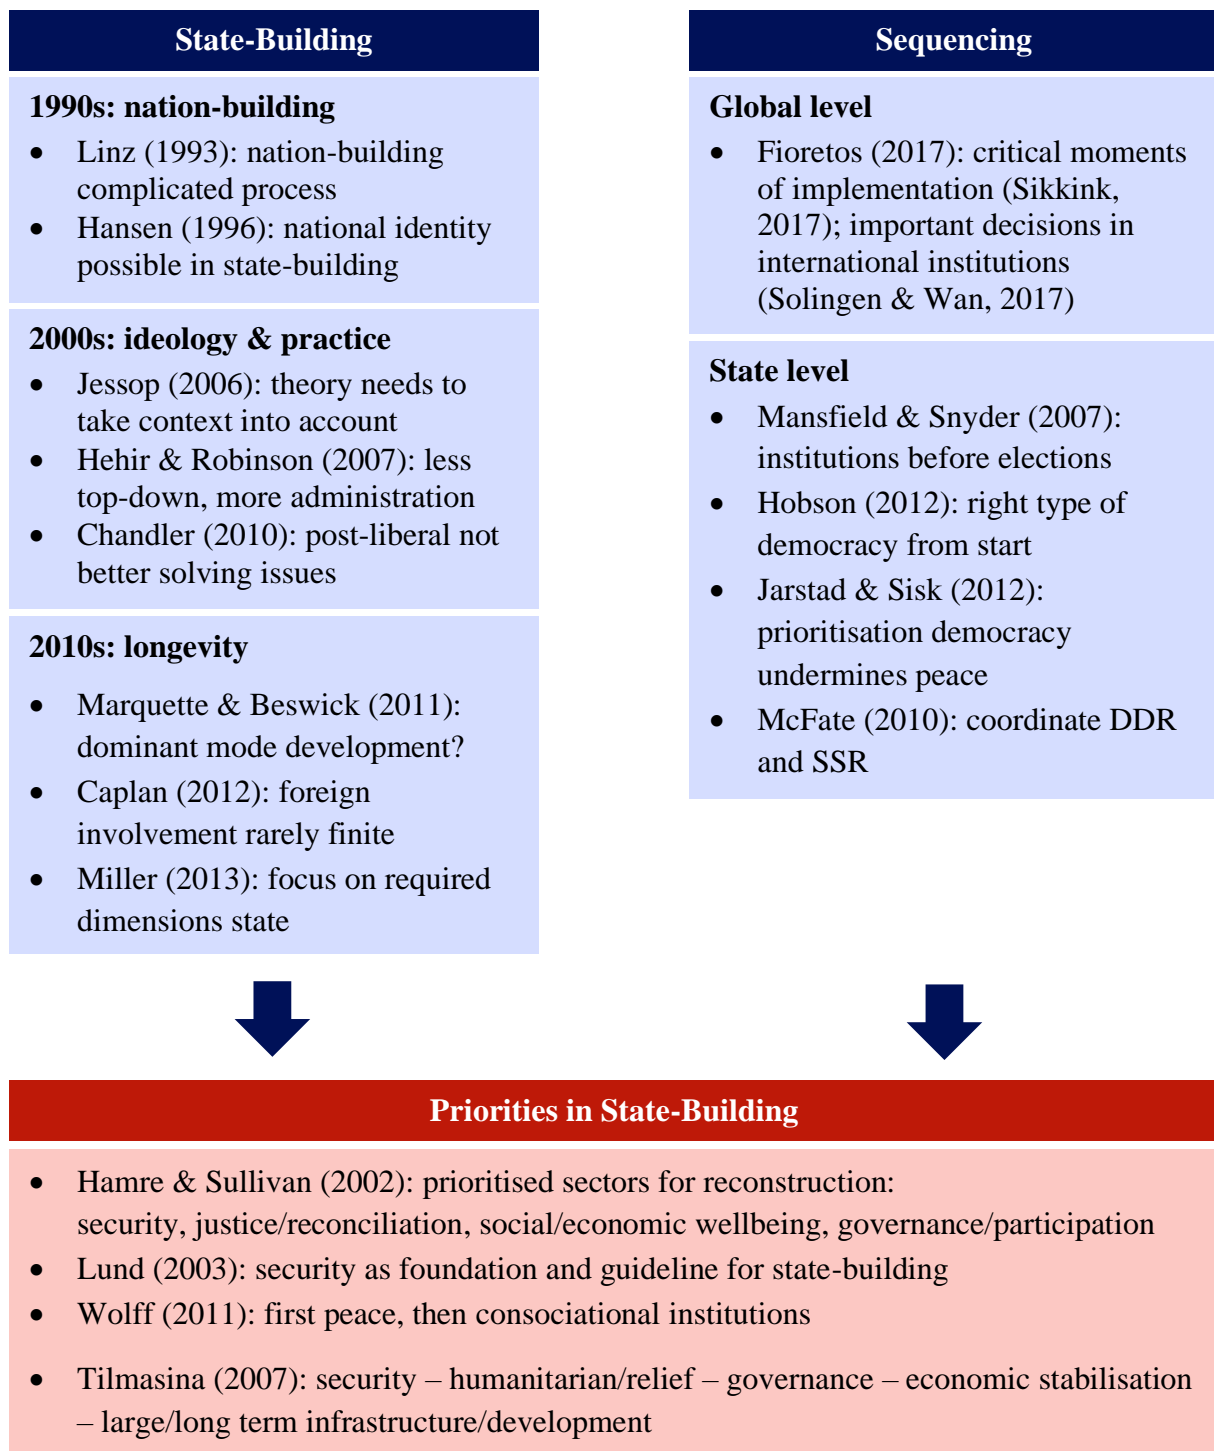 State-Building
1990s: nation-building
• Linz (1993): nation-building
complicated process
• Hansen (1996): national identity
possible in state-building
2000s: ideology & practice
• Jessop (2006): theory needs to
take context into account
• Hehir & Robinson (2007): less
top-down, more administration
• Chandler (2010): post-liberal not
better solving issues
2010s: longevity
• Marquette & Beswick (2011):
dominant mode development?
• Caplan (2012): foreign
involvement rarely finite
• Miller (2013): focus on required
dimensions state
Sequencing
Global level
• Fioretos (2017): critical moments
of implementation (Sikkink,
2017); important decisions in
international institutions
(Solingen & Wan, 2017)
State level
• Mansfield & Snyder (2007):
institutions before elections
• Hobson (2012): right type of
democracy from start
• Jarstad & Sisk (2012):
prioritisation democracy
undermines peace
• McFate (2010): coordinate DDR
and SSR
Priorities in State-Building
• Hamre & Sullivan (2002): prioritised sectors for reconstruction:
security, justice/reconciliation, social/economic wellbeing, governance/participation
• Lund (2003): security as foundation and guideline for state-building
• Wolff (2011): first peace, then consociational institutions
• Tilmasina (2007): security – humanitarian/relief – governance – economic stabilisation
– large/long term infrastructure/development